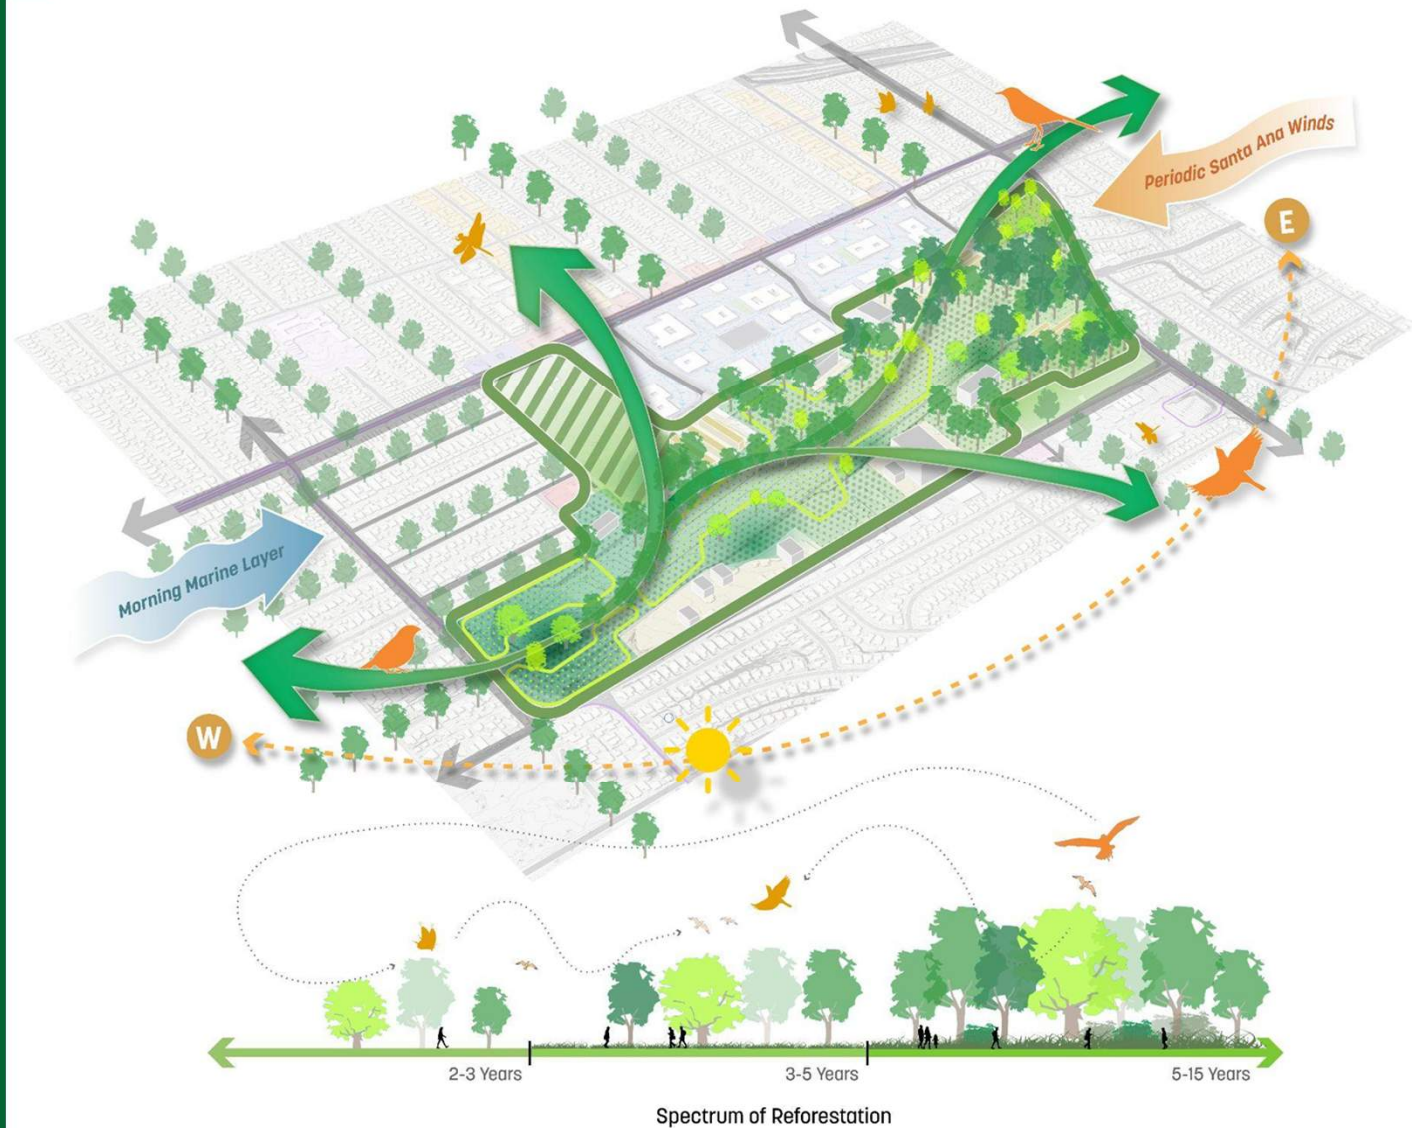 Periodic Santa Ana Winds
E
Morning Marine Layer
W
2-3 Years
3-5 Years
5-15 Years
Spectrum of Reforestation